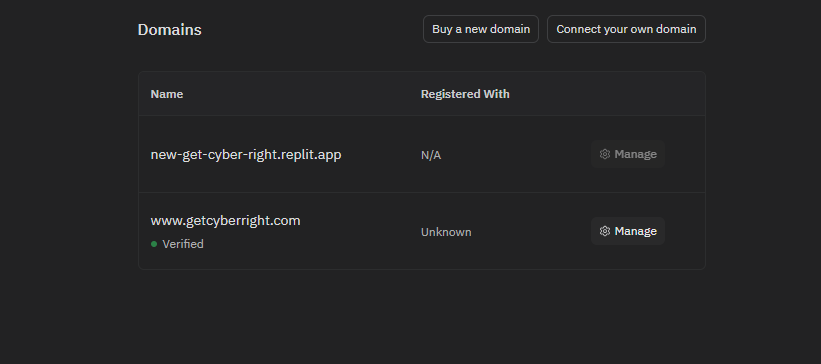 Domains
Buy a new domain
Connect your own domain
Name
Registered With
new-get-cyber-right.replit.app
N/A
Manage
www.getcyberright.com
Verified
Unknown
Manage